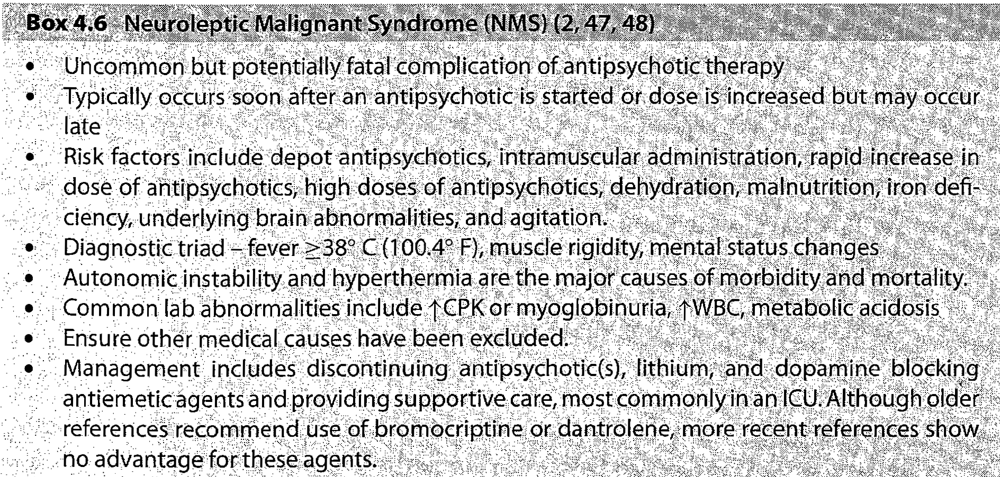 Box 4.6 Neuroleptic Malignant Syndrome (NMS) (2, 47, 48)
• Uncommon but potentially fatal complication of antipsychotic therapy
• Typically occurs soon after an antipsychotic is started or dose is increased but may occur
late
• Risk factors include depot antipsychotics, intramuscular administration, rapid increase in
dose of antipsychotics, high doses of antipsychotics, dehydration, malnutrition, iron defi-
ciency, underlying brain abnormalities, and agitation.
• Diagnostic triad – fever ≥38° C (100.4° F), muscle rigidity, mental status changes
• Autonomic instability and hyperthermia are the major causes of morbidity and mortality.
• Common lab abnormalities include ↑CPK or myoglobinuria, ↑WBC, metabolic acidosis
• Ensure other medical causes have been excluded.
• Management includes discontinuing antipsychotic(s), lithium, and dopamine blocking
antiemetic agents and providing supportive care, most commonly in an ICU. Although older
references recommend use of bromocriptine or dantrolene, more recent references show
no advantage for these agents.